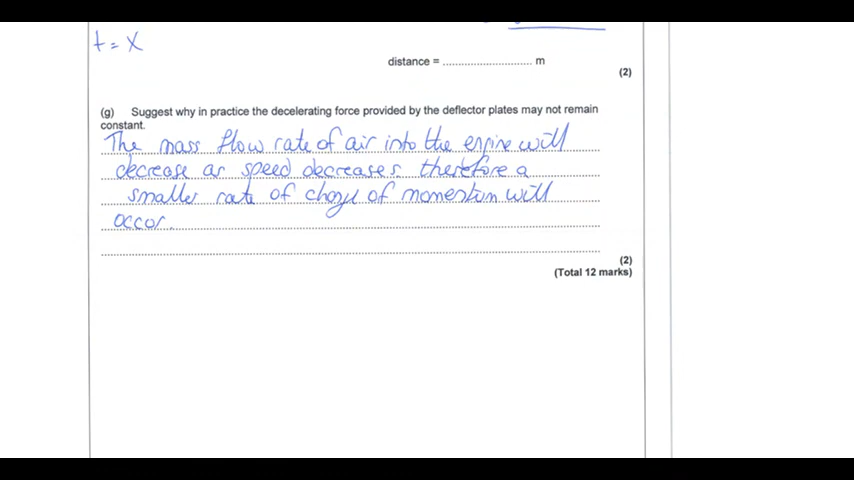 t = x
distance = ................................ m
(2)
(g) Suggest why in practice the decelerating force provided by the deflector plates may not remain
constant.
The mass flow rate of air into the engine will
decrease as speed decreases therefore a
smaller rate of change of momentum will
occor.
(2)
(Total 12 marks)